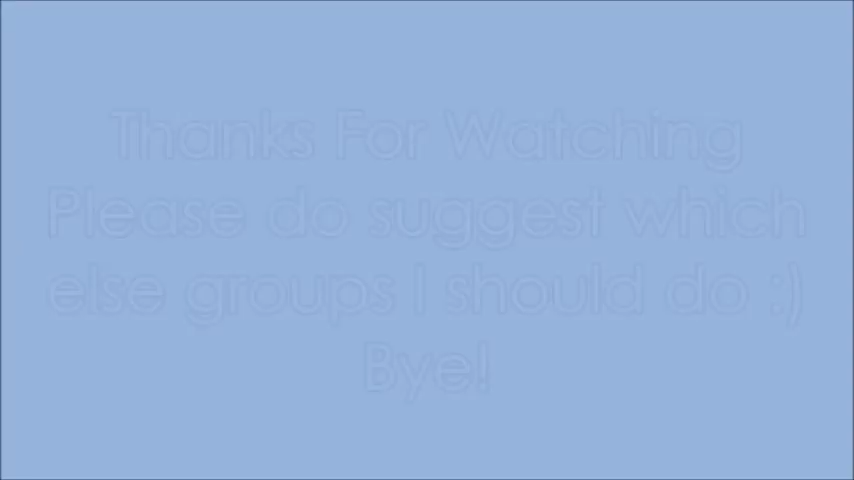 Thanks For Watching
Please do suggest which
else groups I should do :)
Bye!